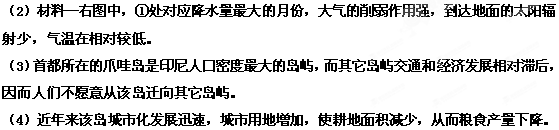 （2）材料一右图中，①处对应降水量最大的月份，大气的削弱作用强，到达地面的太阳辐
射少，气温在相对较低。
（3）首都所在的爪哇岛是印尼人口密度最大的岛屿，而其它岛屿交通和经济发展相对滞后，
因而人们不愿意从该岛迁向其它岛屿。
（4）近年来该岛城市化发展迅速，城市用地增加，使耕地面积减少，从而粮食产量下降。